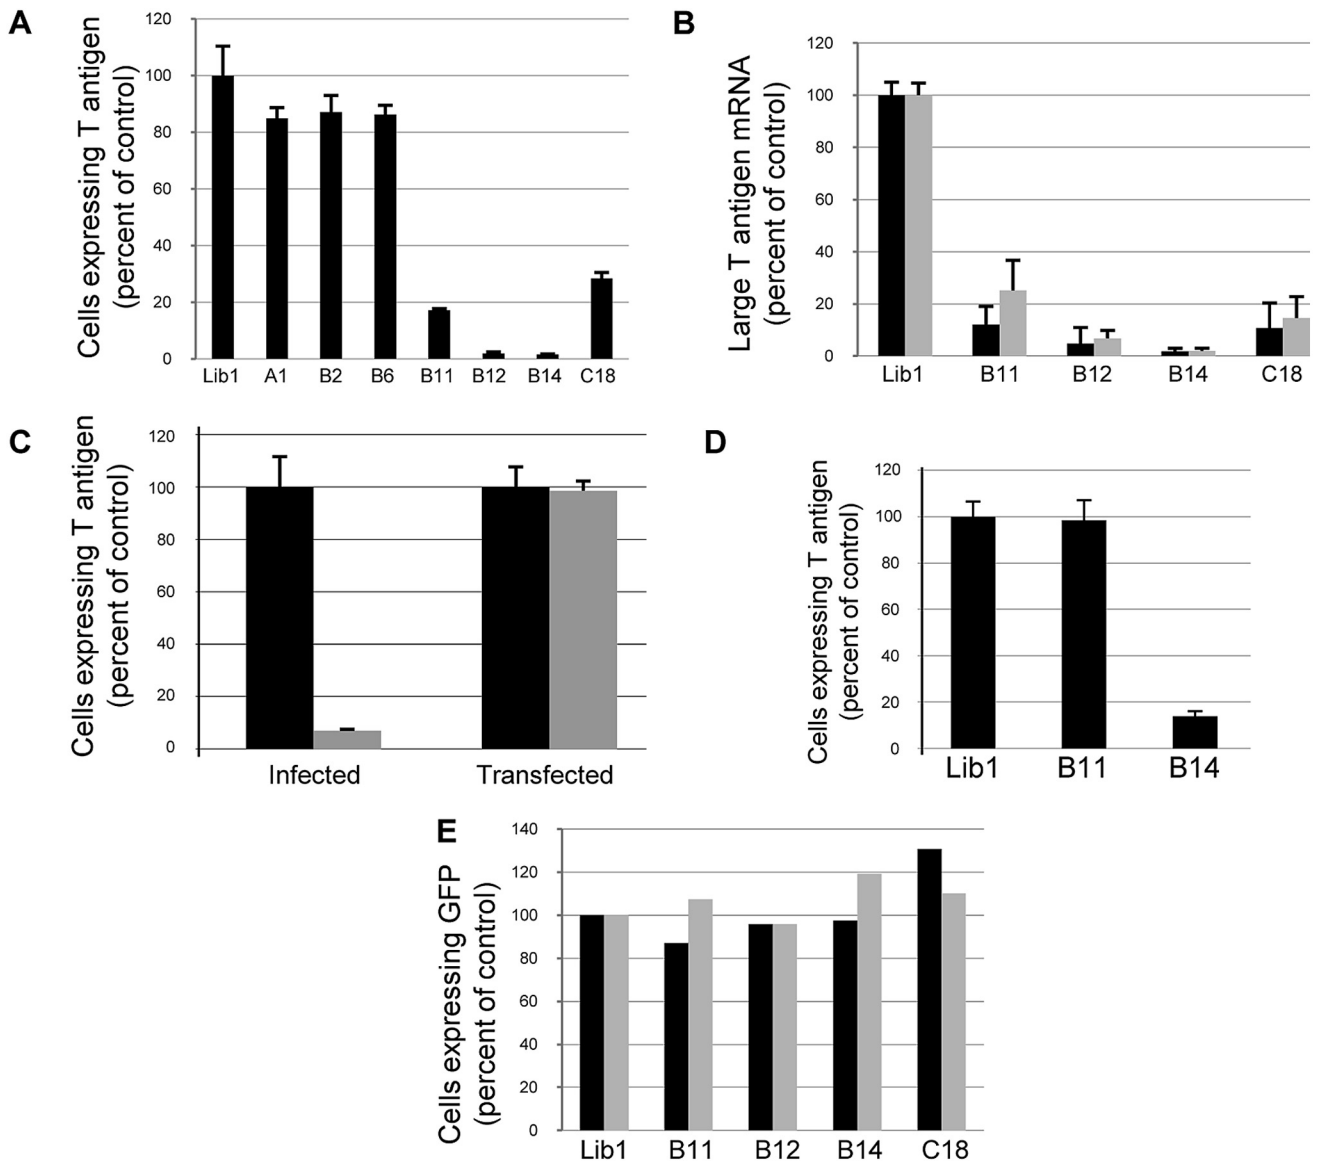 A
Cells expressing T antigen
(percent of control)
120
100
80
60
40
20
0
Lib1 A1 B2 B6 B11 B12 B14 C18
B
Large T antigen mRNA
(percent of control)
120
100
80
60
40
20
0
Lib1 B11 B12 B14 C18
C
Cells expressing T antigen
(percent of control)
120
100
80
60
40
20
0
Infected Transfected
D
Cells expressing T antigen
(percent of control)
120
100
80
60
40
20
0
Lib1 B11 B14
E
Cells expressing GFP
(percent of control)
140
120
100
80
60
40
20
0
Lib1 B11 B12 B14 C18